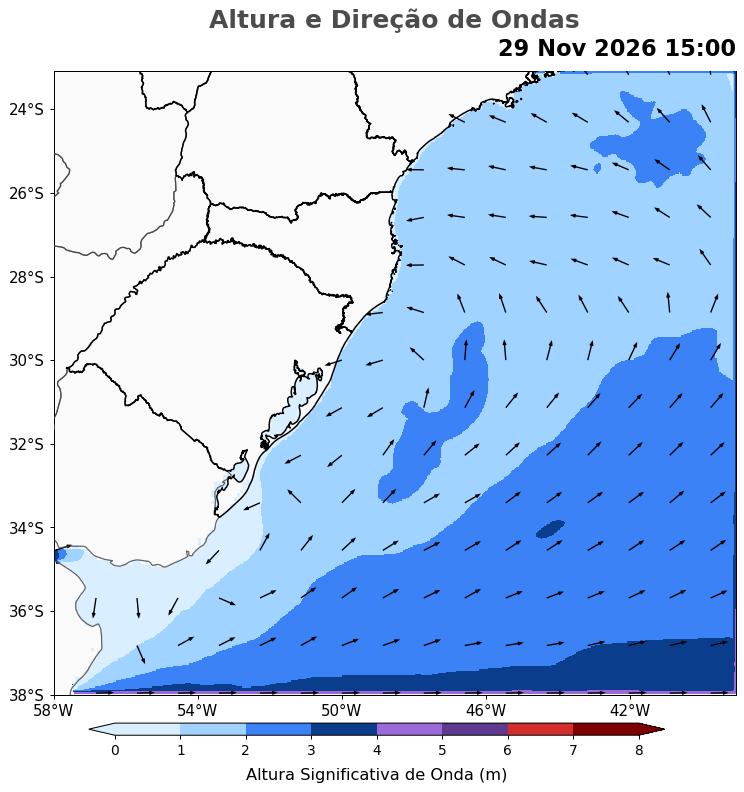 Altura e Direção de Ondas
29 Nov 2026 15:00
24°S
26°S
28°S
30°S
32°S
34°S
36°S
38°S
58°W 54°W 50°W 46°W 42°W
0 1 2 3 4 5 6 7 8
Altura Significativa de Onda (m)